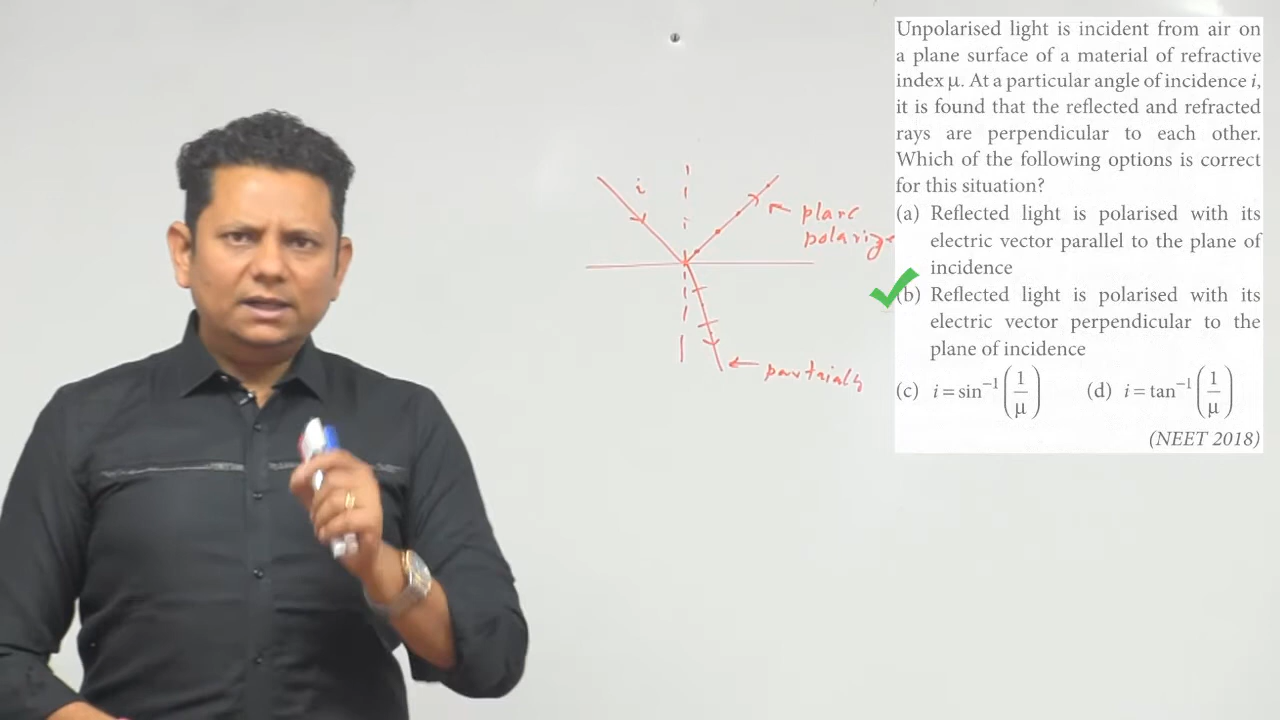 Unpolarised light is incident from air on
a plane surface of a material of refractive
index μ. At a particular angle of incidence i,
it is found that the reflected and refracted
rays are perpendicular to each other.
Which of the following options is correct
for this situation?
(a) Reflected light is polarised with its
electric vector parallel to the plane of
incidence
(b) Reflected light is polarised with its
electric vector perpendicular to the
plane of incidence
(c) i = sin⁻¹(1/μ) (d) i = tan⁻¹(1/μ)
(NEET 2018)
i
i
plane
polarize
partially